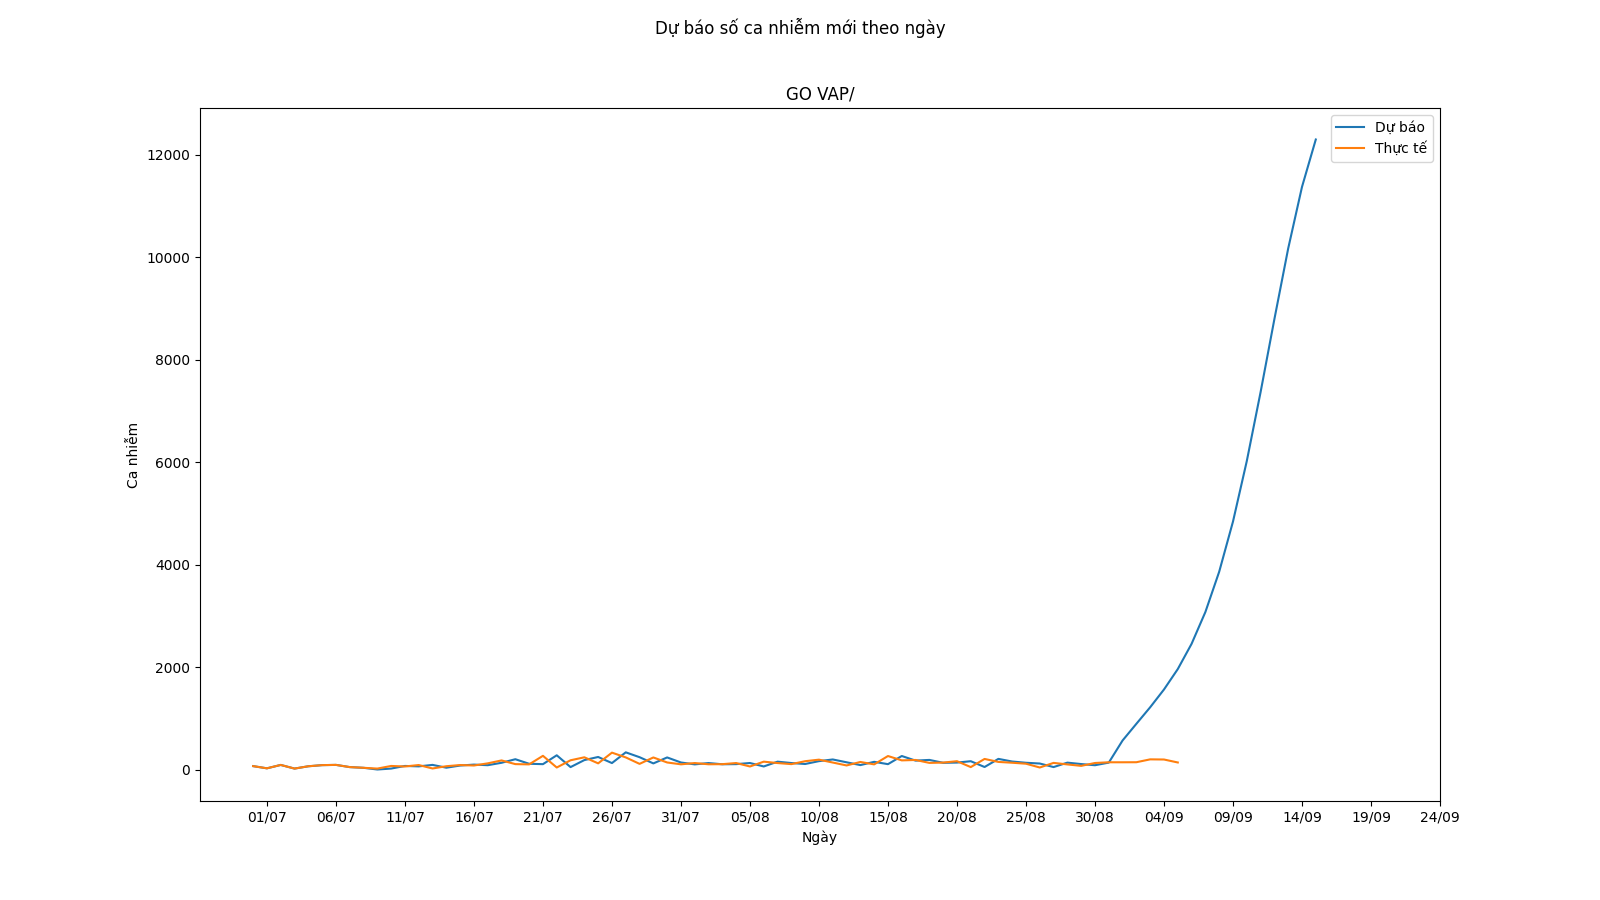 Dự báo số ca nhiễm mới theo ngày
GO VAP/
Dự báo
Thực tế
12000
10000
8000
6000
4000
2000
0
Ca nhiễm
01/07 06/07 11/07 16/07 21/07 26/07 31/07 05/08 10/08 15/08 20/08 25/08 30/08 04/09 09/09 14/09 19/09 24/09
Ngày